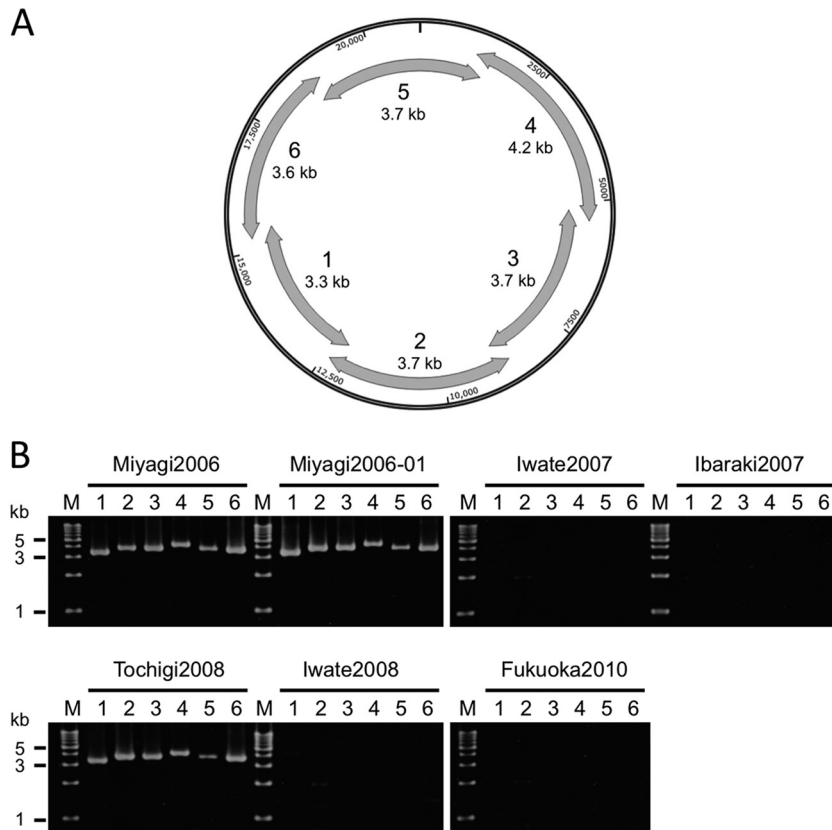 A
20,000
2500
5
3.7 kb
4
4.2 kb
17,500
6
3.6 kb
5000
1
3.3 kb
3
3.7 kb
15,000
2
3.7 kb
7500
12,500
10,000
B
Miyagi2006 Miyagi2006-01 Iwate2007 Ibaraki2007
kb M 1 2 3 4 5 6 M 1 2 3 4 5 6 M 1 2 3 4 5 6 M 1 2 3 4 5 6
5
3
1
Tochigi2008 Iwate2008 Fukuoka2010
kb M 1 2 3 4 5 6 M 1 2 3 4 5 6 M 1 2 3 4 5 6
5
3
1